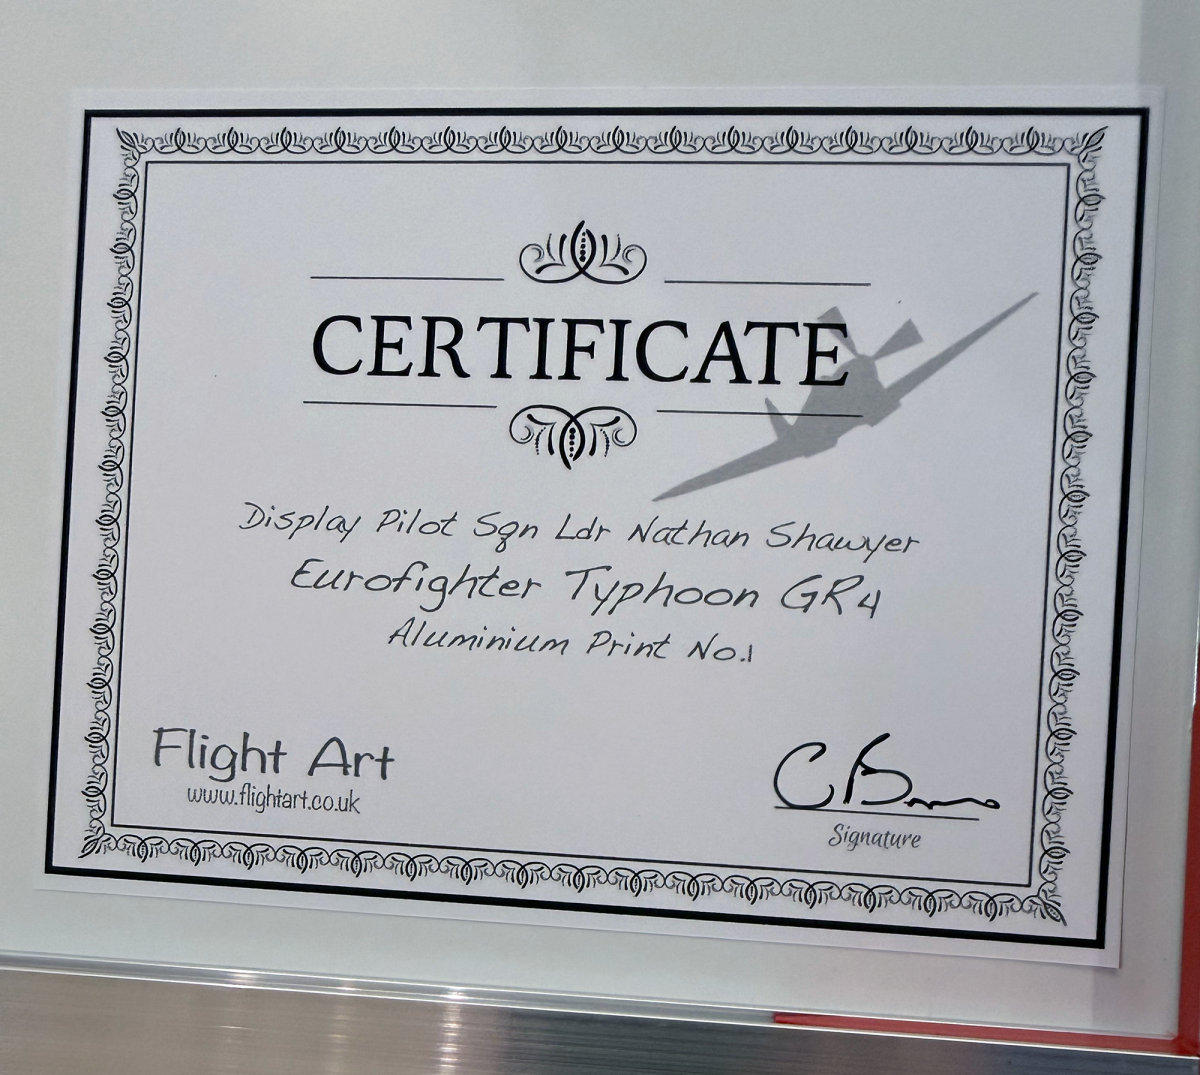 CERTIFICATE
Display Pilot Sqn Ldr Nathan Shawyer
Eurofighter Typhoon GR4
Aluminium Print No.1
Flight Art
www.flightart.co.uk
Signature